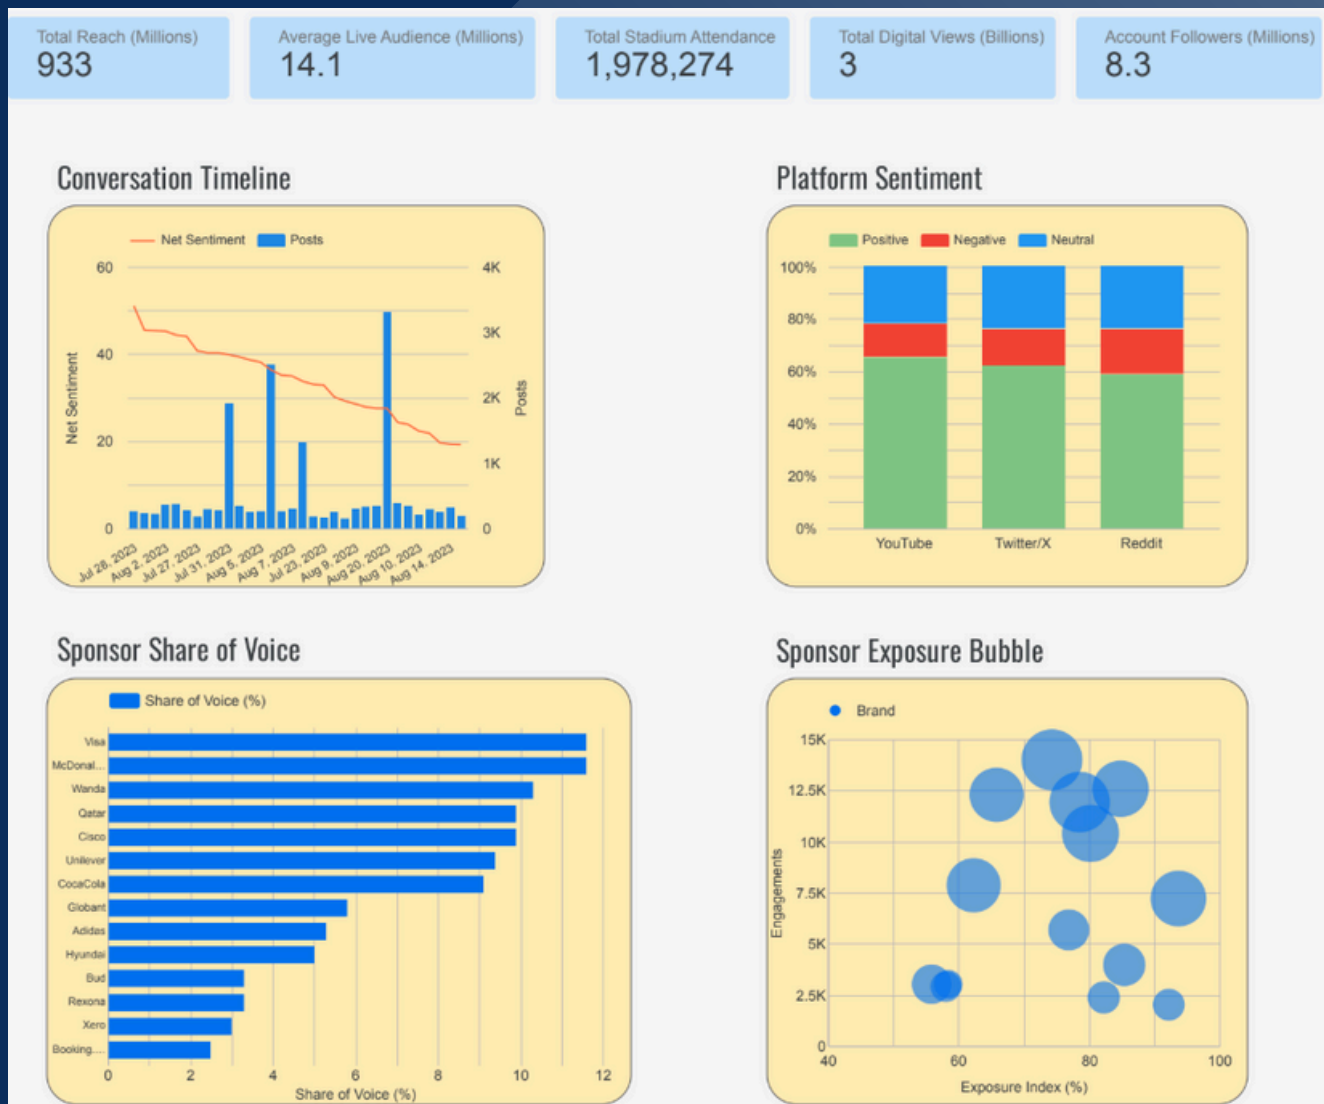 Total Reach (Millions)
933
Average Live Audience (Millions)
14.1
Total Stadium Attendance
1,978,274
Total Digital Views (Billions)
3
Account Followers (Millions)
8.3
Conversation Timeline
Net Sentiment
Posts
60
40
20
0
Net Sentiment
4K
3K
2K
1K
0
Posts
Jul 28, 2023
Aug 2, 2023
Jul 27, 2023
Jul 31, 2023
Aug 5, 2023
Aug 7, 2023
Jul 23, 2023
Aug 9, 2023
Aug 20, 2023
Aug 10, 2023
Aug 14, 2023
Platform Sentiment
Positive
Negative
Neutral
100%
80%
60%
40%
20%
0%
YouTube
Twitter/X
Reddit
Sponsor Share of Voice
Share of Voice (%)
Visa
McDonal...
Wanda
Qatar
Cisco
Unilever
CocaCola
Globant
Adidas
Hyundai
Bud
Rexona
Xero
Booking....
0
2
4
6
8
10
12
Share of Voice (%)
Sponsor Exposure Bubble
Brand
15K
12.5K
10K
7.5K
5K
2.5K
0
Engagements
40
60
80
100
Exposure Index (%)